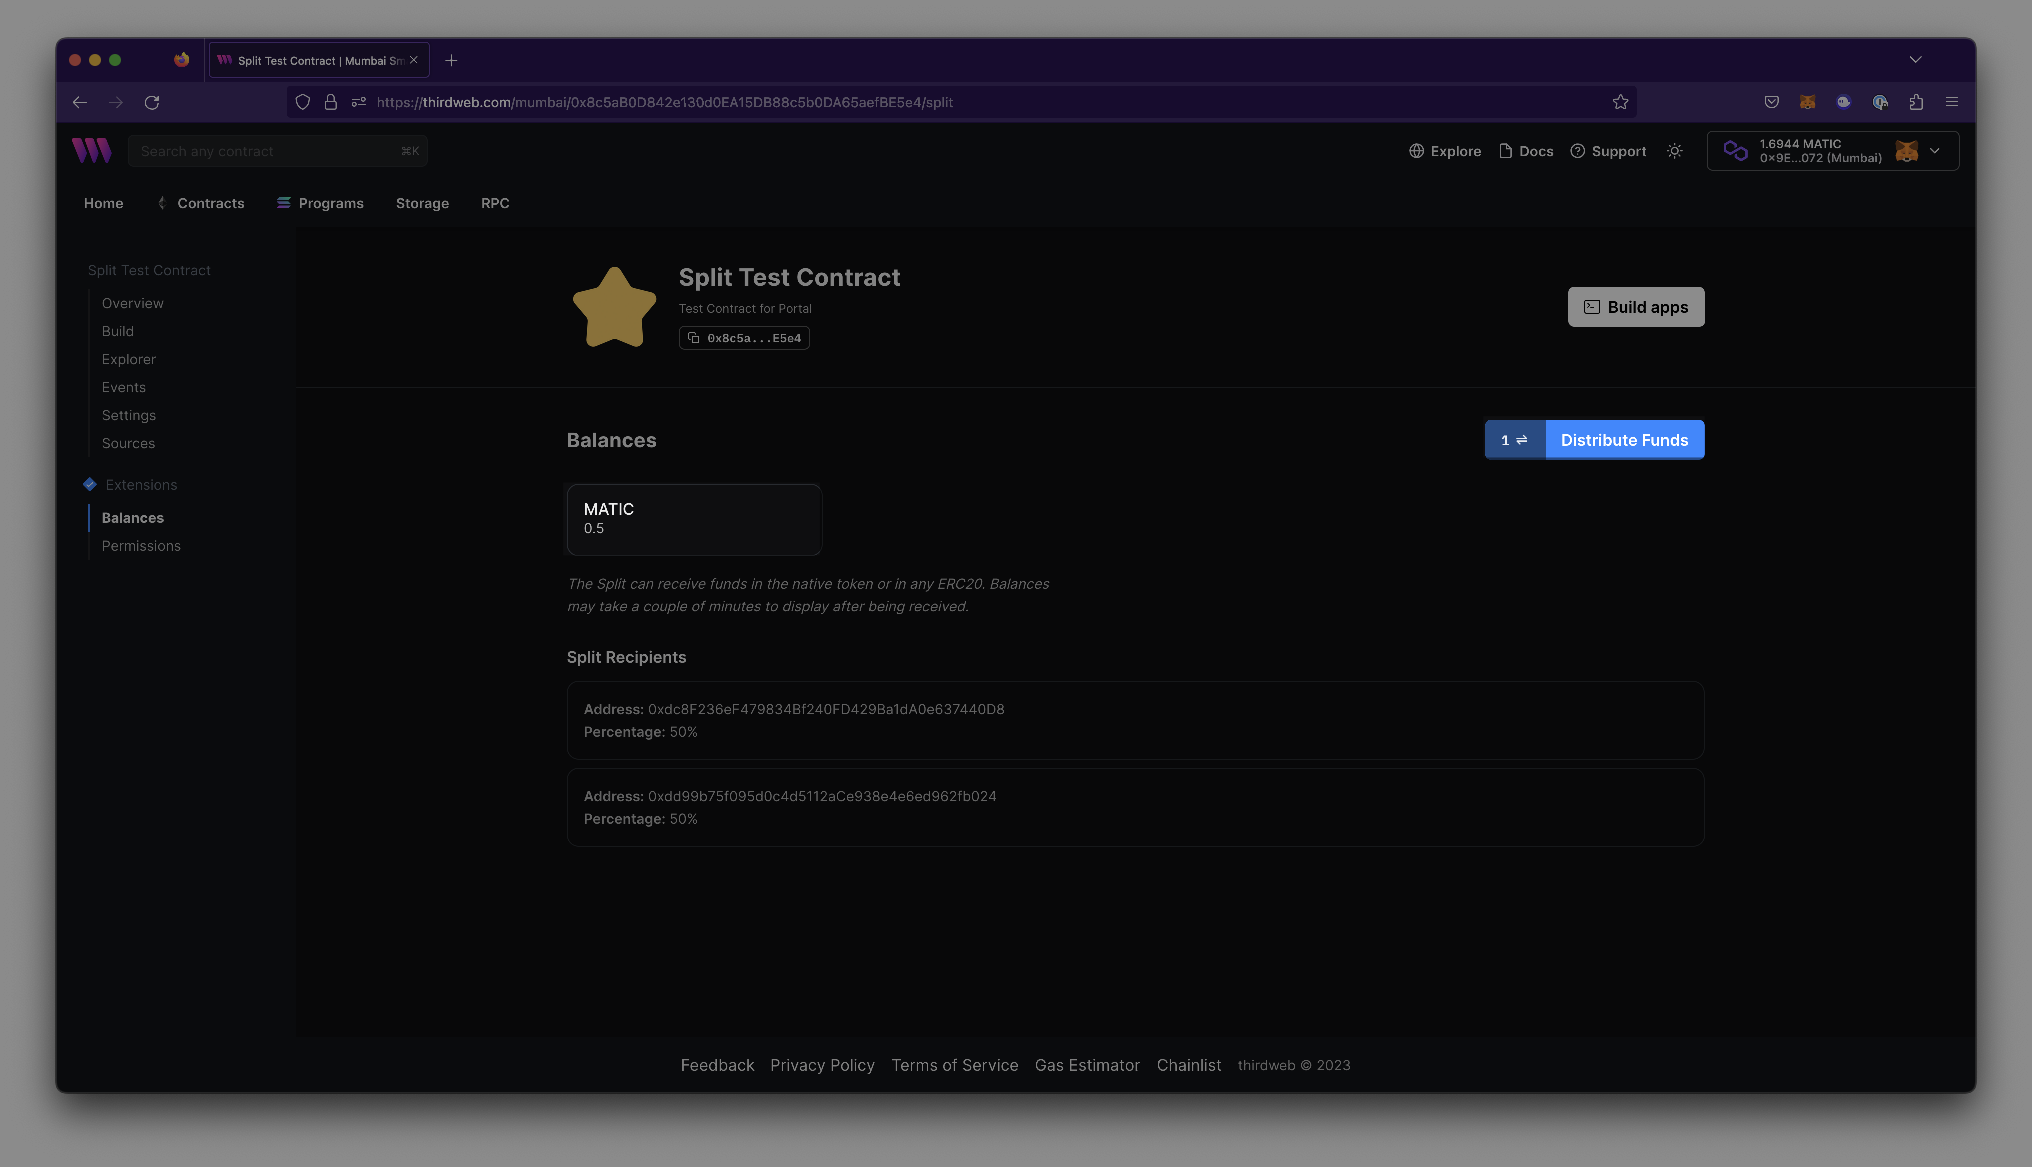 Split Test Contract | Mumbai Sm
https://thirdweb.com/mumbai/0x8c5aB0D842e130d0EA15DB88c5b0DA65aefBE5e4/split
Search any contract ⌘K
Explore Docs Support
1.6944 MATIC
0x9E...072 (Mumbai)
Home Contracts Programs Storage RPC
Split Test Contract
Overview
Build
Explorer
Events
Settings
Sources
Extensions
Balances
Permissions
Split Test Contract
Test Contract for Portal
0x8c5a...E5e4
Build apps
Balances
1 ⇌ Distribute Funds
MATIC
0.5
The Split can receive funds in the native token or in any ERC20. Balances
may take a couple of minutes to display after being received.
Split Recipients
Address: 0xdc8F236eF479834Bf240FD429Ba1dA0e637440D8
Percentage: 50%
Address: 0xdd99b75f095d0c4d5112aCe938e4e6ed962fb024
Percentage: 50%
Feedback Privacy Policy Terms of Service Gas Estimator Chainlist thirdweb © 2023